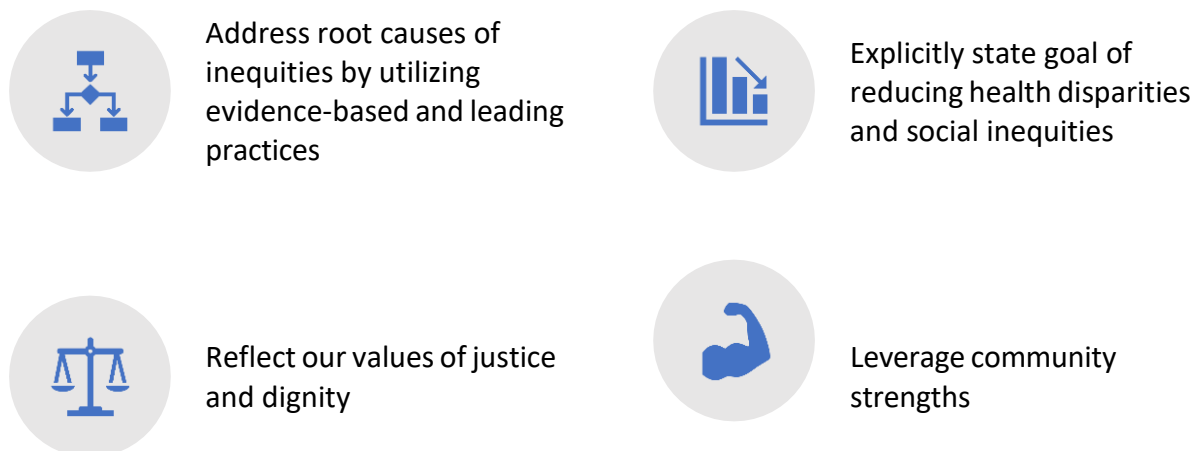 Address root causes of
inequities by utilizing
evidence-based and leading
practices
Explicitly state goal of
reducing health disparities
and social inequities
Reflect our values of justice
and dignity
Leverage community
strengths